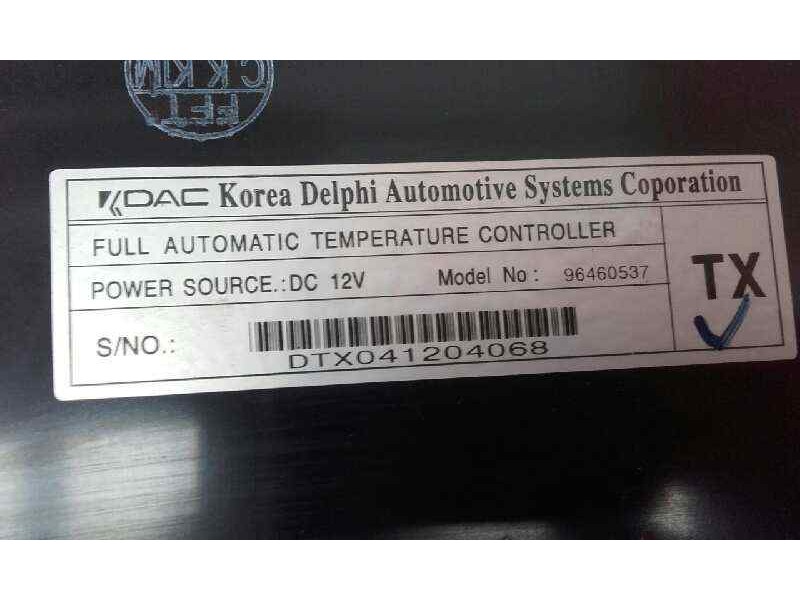 KDAC Korea Delphi Automotive Systems Coporation
FULL AUTOMATIC TEMPERATURE CONTROLLER
POWER SOURCE.:DC 12V Model No : 96460537
TX
S/NO.:
DTX041204068